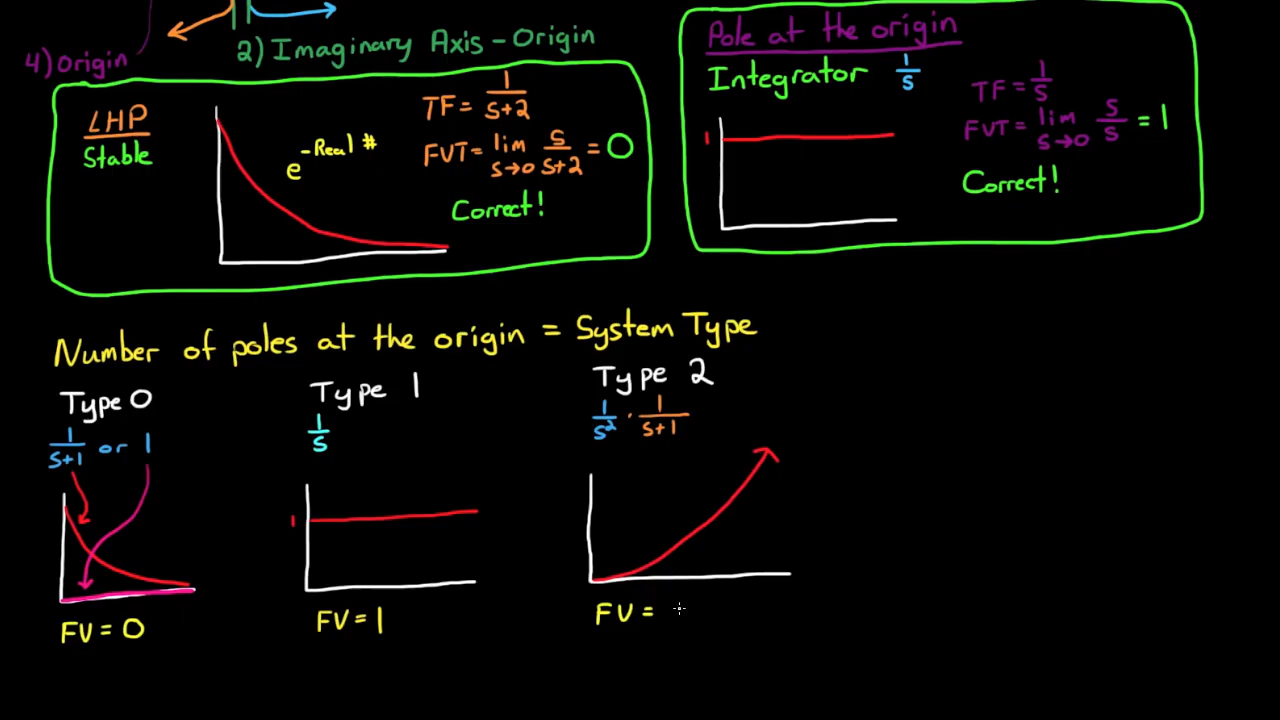 4) Origin
2) Imaginary Axis - Origin
LHP
Stable
e^-Real #
TF = 1/(s+2)
FVT = lim s→0 s/(s+2) = 0
Correct!
Pole at the origin
Integrator 1/s
1
TF = 1/s
FVT = lim s→0 s/s = 1
Correct!
Number of poles at the origin = System Type
Type 0
1/(s+1) or 1
FV = 0
Type 1
1/s
1
FV = 1
Type 2
1/s² · 1/(s+1)
FV =